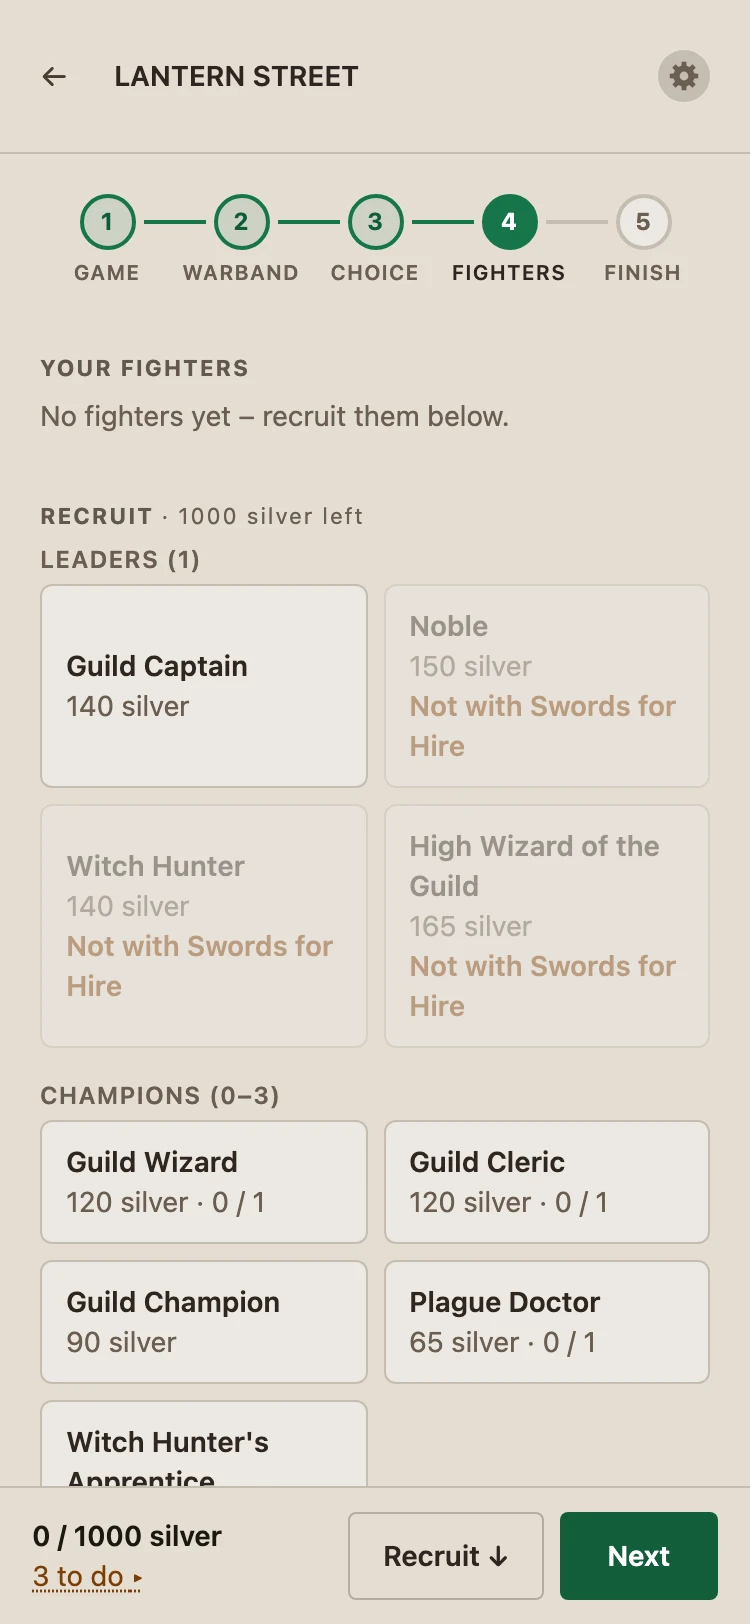 ← LANTERN STREET
1 2 3 4 5
GAME WARBAND CHOICE FIGHTERS FINISH
YOUR FIGHTERS
No fighters yet – recruit them below.
RECRUIT · 1000 silver left
LEADERS (1)
Guild Captain
140 silver
Noble
150 silver
Not with Swords for
Hire
Witch Hunter
140 silver
Not with Swords for
Hire
High Wizard of the
Guild
165 silver
Not with Swords for
Hire
CHAMPIONS (0–3)
Guild Wizard
120 silver · 0 / 1
Guild Cleric
120 silver · 0 / 1
Guild Champion
90 silver
Plague Doctor
65 silver · 0 / 1
Witch Hunter's
Apprentice
0 / 1000 silver
3 to do ▸
Recruit ↓
Next